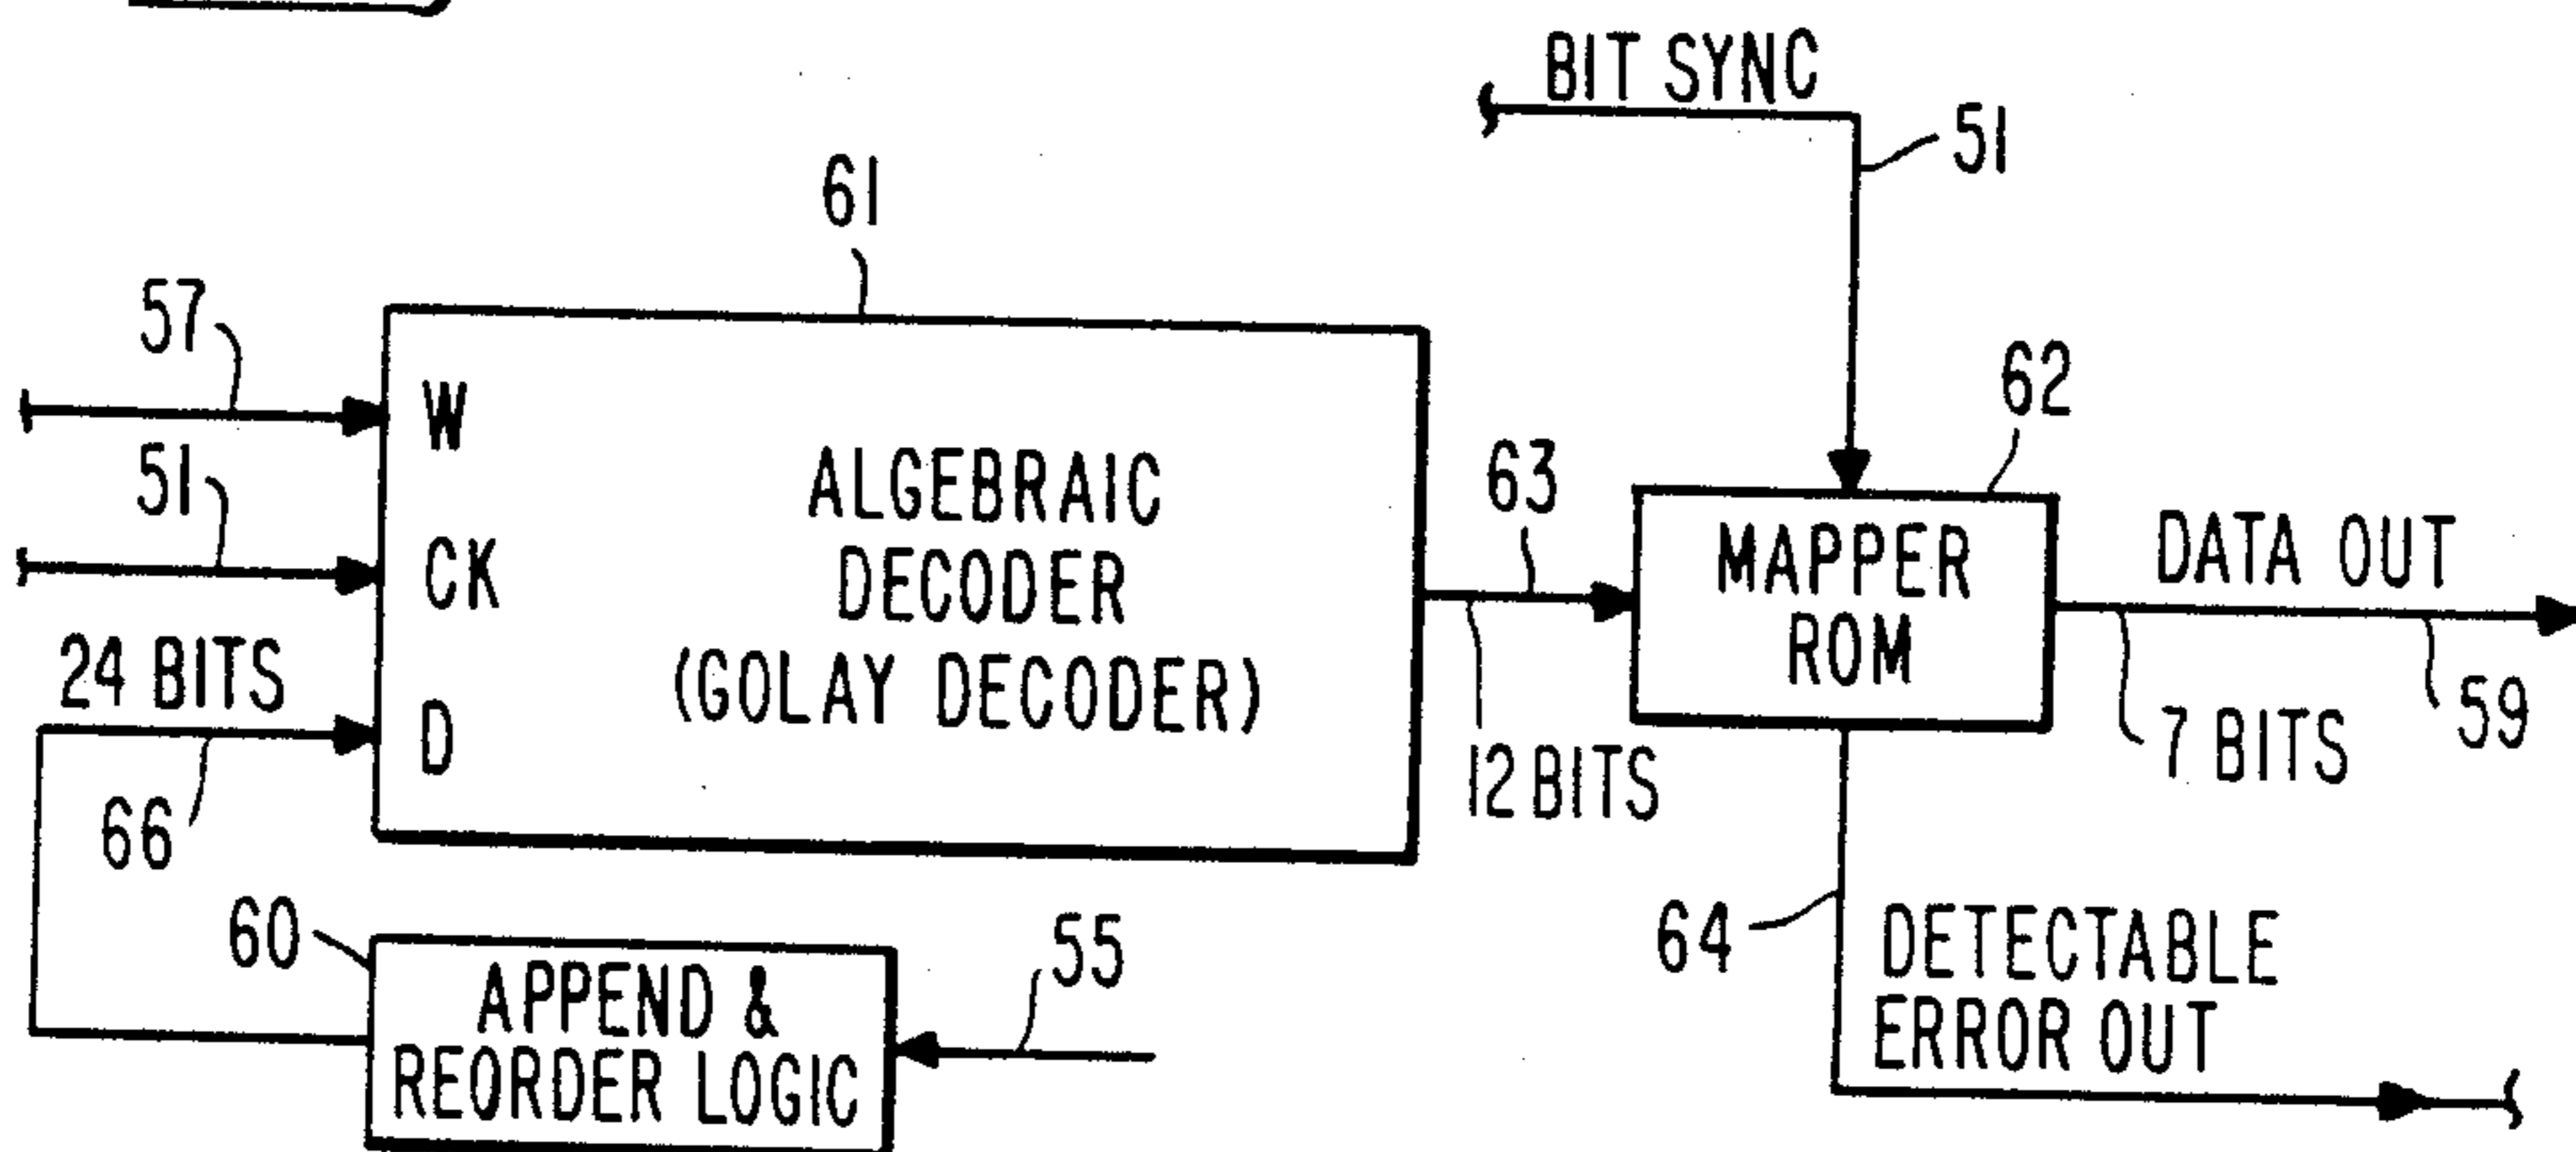 BIT SYNC
51
61
57
W
62
51
CK
ALGEBRAIC
DECODER
(GOLAY DECODER)
63
MAPPER
ROM
DATA OUT
24 BITS
D
66
12 BITS
7 BITS
59
60
APPEND &
REORDER LOGIC
55
64
DETECTABLE
ERROR OUT